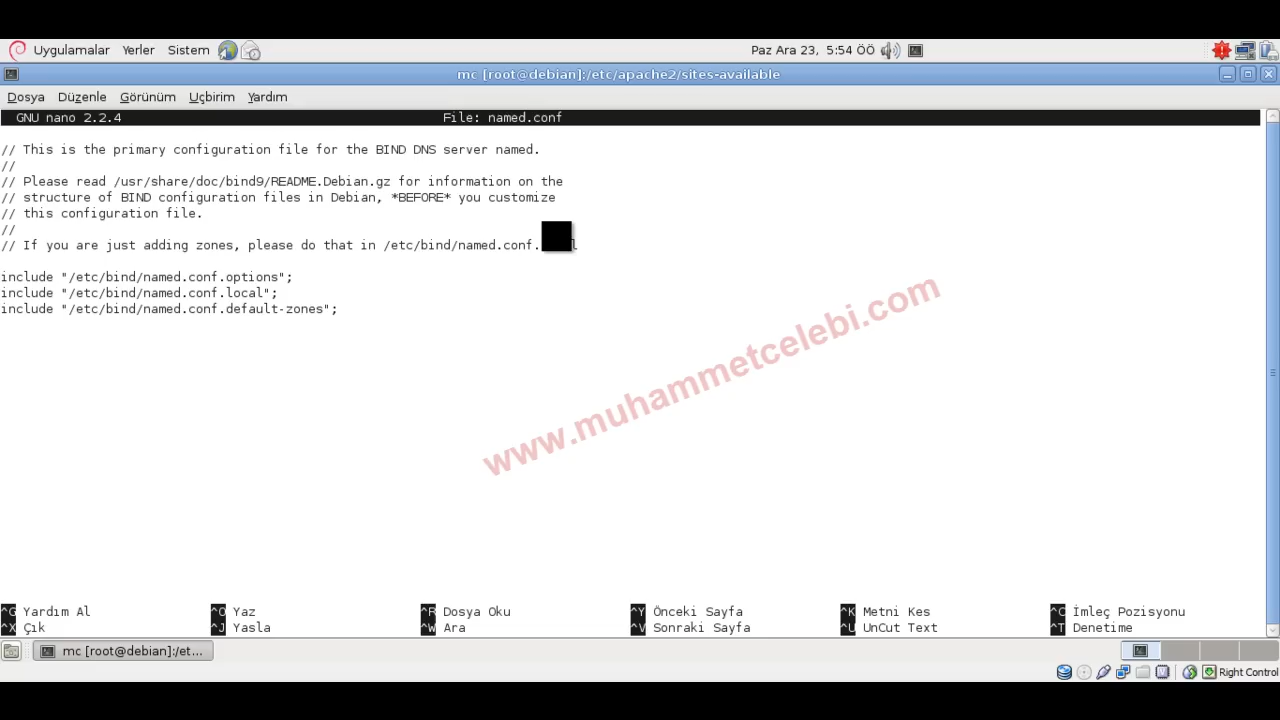 Uygulamalar Yerler Sistem Paz Ara 23, 5:54 ÖÖ
mc [root@debian]:/etc/apache2/sites-available
Dosya Düzenle Görünüm Uçbirim Yardım
GNU nano 2.2.4 File: named.conf
// This is the primary configuration file for the BIND DNS server named.
//
// Please read /usr/share/doc/bind9/README.Debian.gz for information on the
// structure of BIND configuration files in Debian, *BEFORE* you customize
// this configuration file.
//
// If you are just adding zones, please do that in /etc/bind/named.conf.
include "/etc/bind/named.conf.options";
include "/etc/bind/named.conf.local";
include "/etc/bind/named.conf.default-zones";
www.muhammetcelebi.com
^G Yardım Al ^O Yaz ^R Dosya Oku ^Y Önceki Sayfa ^K Metni Kes ^C İmleç Pozisyonu
^X Çık ^J Yasla ^W Ara ^V Sonraki Sayfa ^U UnCut Text ^T Denetime
mc [root@debian]:/et...
Right Control